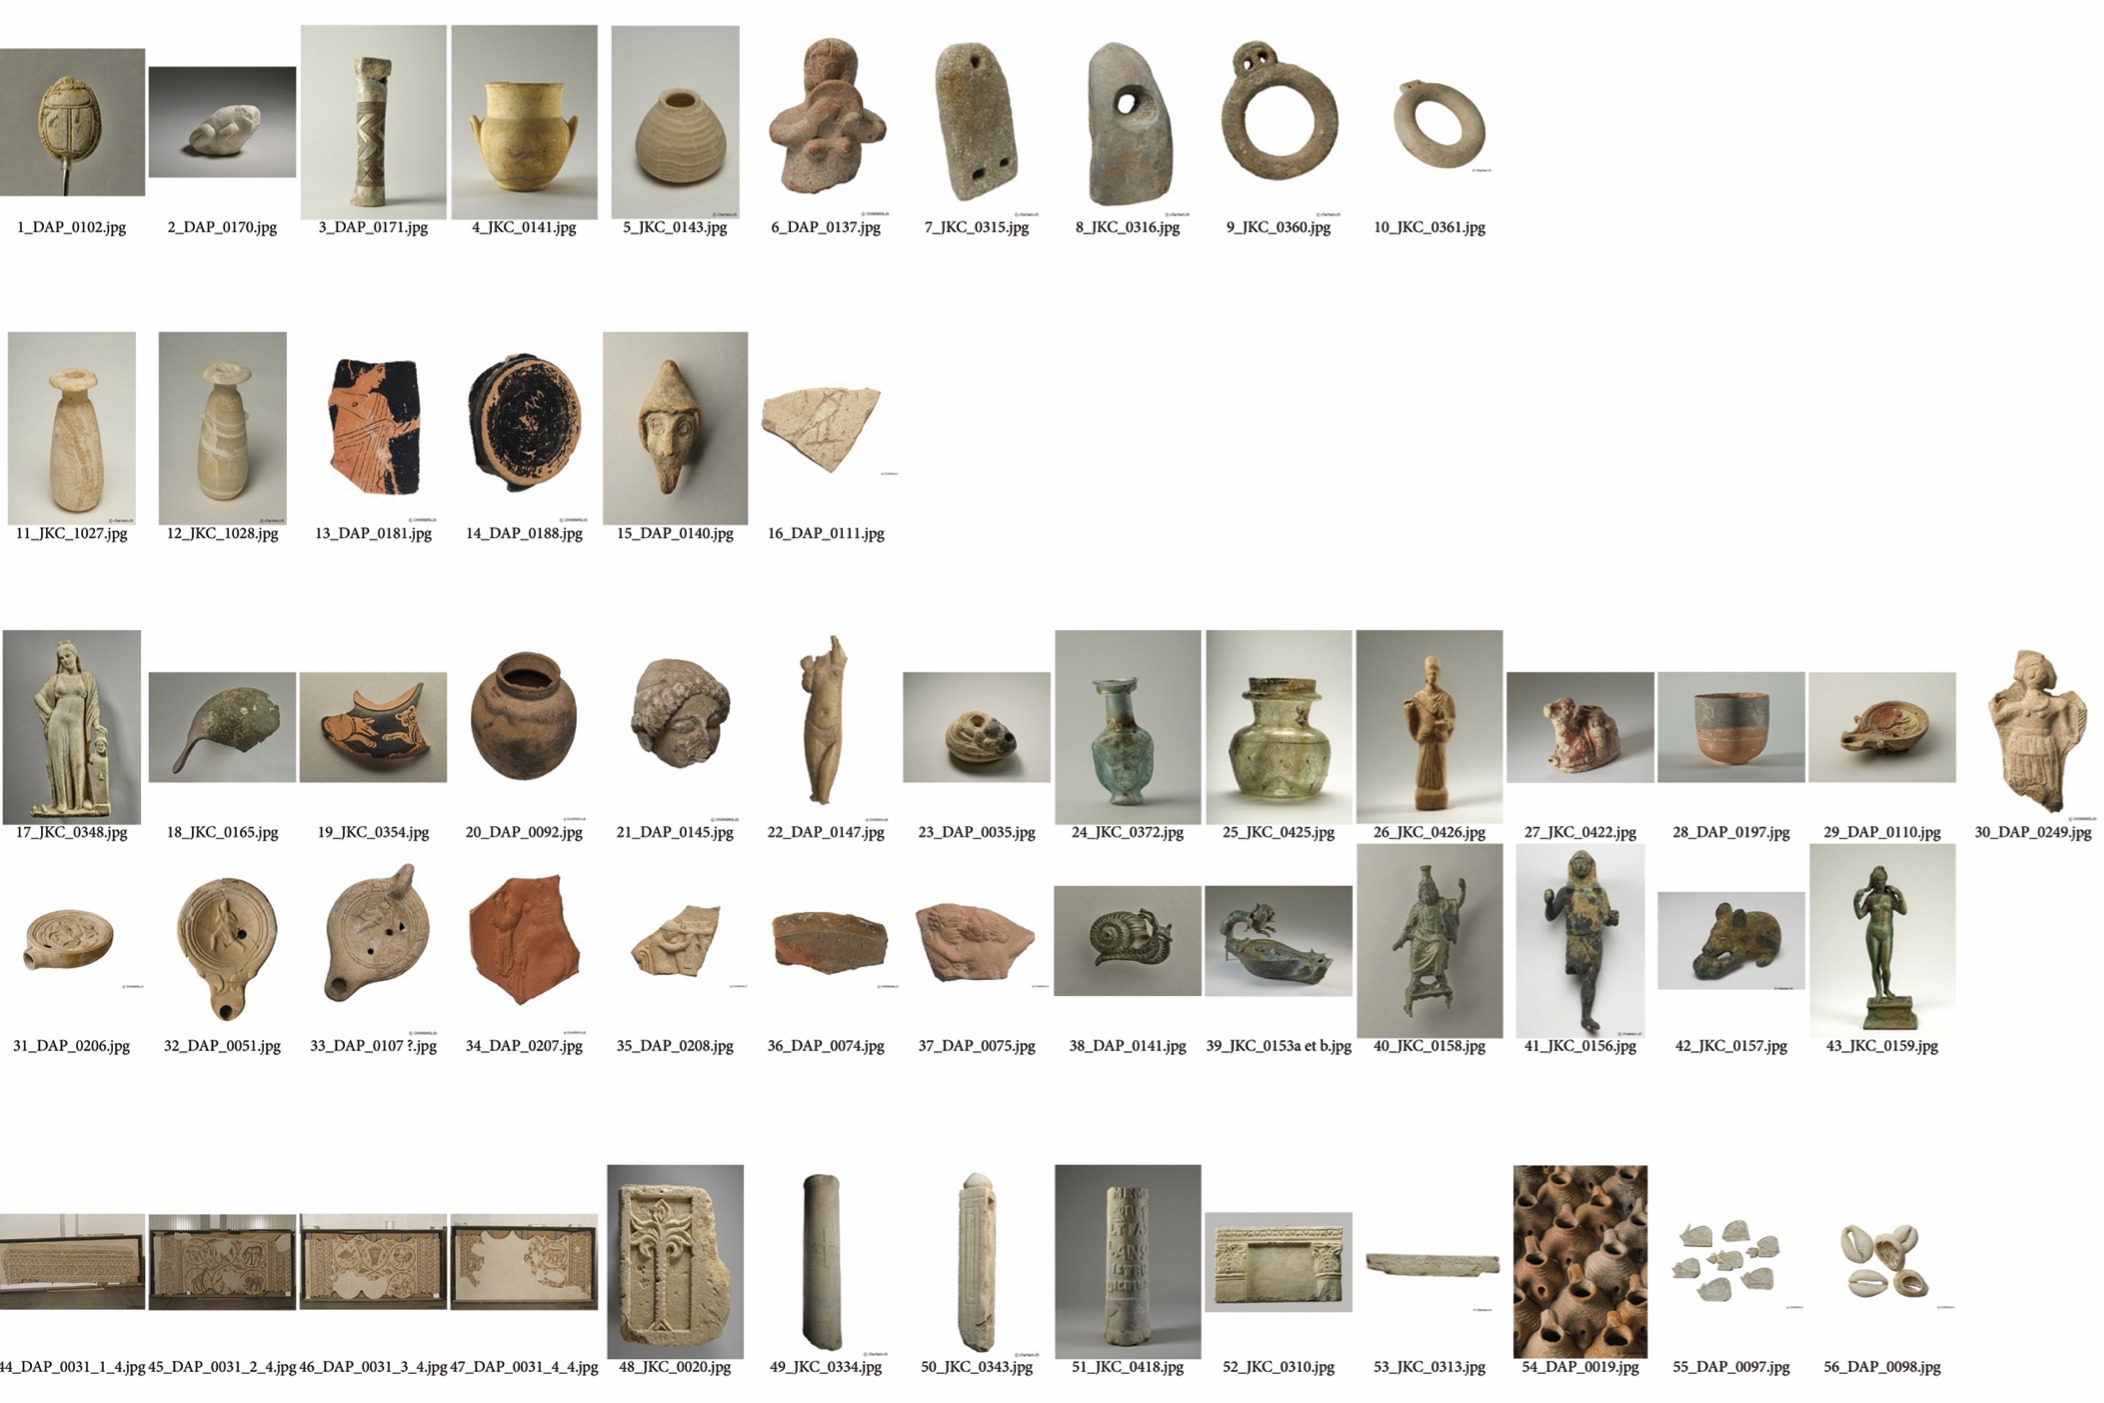 1_DAP_0102.jpg 2_DAP_0170.jpg 3_DAP_0171.jpg 4_JKC_0141.jpg 5_JKC_0143.jpg 6_DAP_0137.jpg 7_JKC_0315.jpg 8_JKC_0316.jpg 9_JKC_0360.jpg 10_JKC_0361.jpg
11_JKC_1027.jpg 12_JKC_1028.jpg 13_DAP_0181.jpg 14_DAP_0188.jpg 15_DAP_0140.jpg 16_DAP_0111.jpg
17_JKC_0348.jpg 18_JKC_0165.jpg 19_JKC_0354.jpg 20_DAP_0092.jpg 21_DAP_0145.jpg 22_DAP_0147.jpg 23_DAP_0035.jpg 24_JKC_0372.jpg 25_JKC_0425.jpg 26_JKC_0426.jpg 27_JKC_0422.jpg 28_DAP_0197.jpg 29_DAP_0110.jpg 30_DAP_0249.jpg
31_DAP_0206.jpg 32_DAP_0051.jpg 33_DAP_0107 ?.jpg 34_DAP_0207.jpg 35_DAP_0208.jpg 36_DAP_0074.jpg 37_DAP_0075.jpg 38_DAP_0141.jpg 39_JKC_0153a et b.jpg 40_JKC_0158.jpg 41_JKC_0156.jpg 42_JKC_0157.jpg 43_JKC_0159.jpg
44_DAP_0031_1_4.jpg 45_DAP_0031_2_4.jpg 46_DAP_0031_3_4.jpg 47_DAP_0031_4_4.jpg 48_JKC_0020.jpg 49_JKC_0334.jpg 50_JKC_0343.jpg 51_JKC_0418.jpg 52_JKC_0310.jpg 53_JKC_0313.jpg 54_DAP_0019.jpg 55_DAP_0097.jpg 56_DAP_0098.jpg